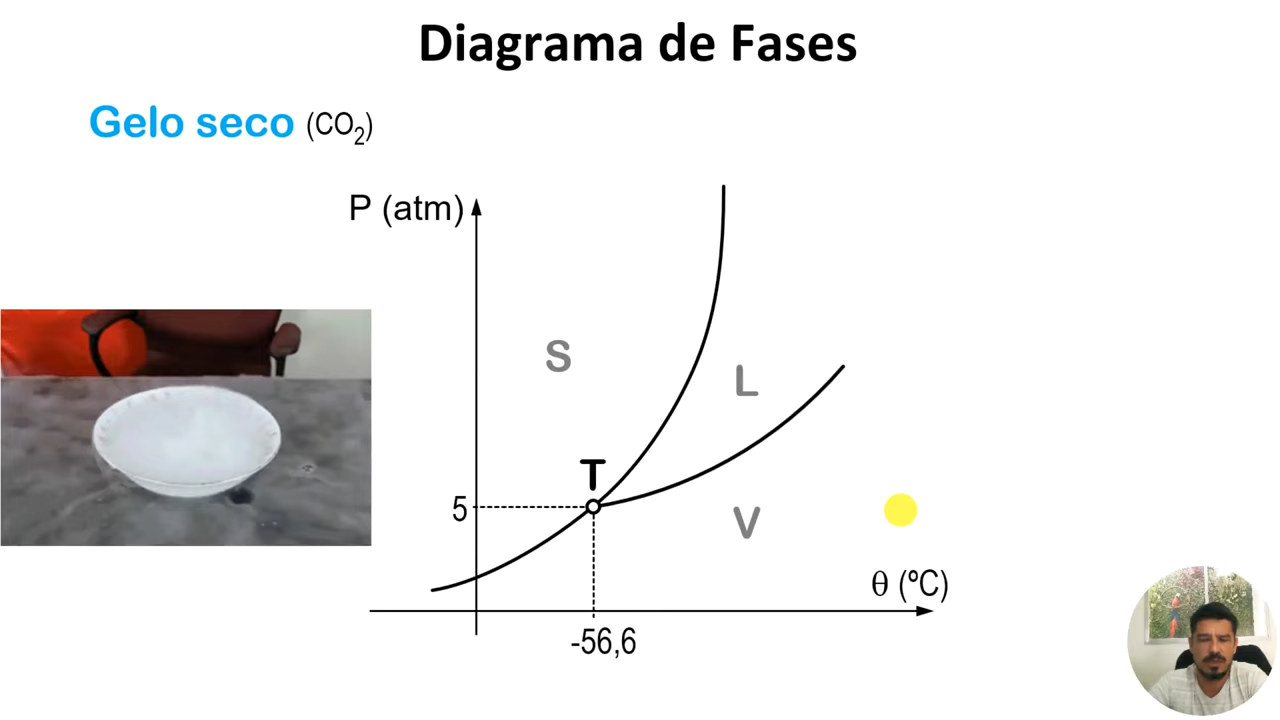 Diagrama de Fases
Gelo seco (CO₂)
P (atm)
S
L
T
5
V
θ (ºC)
-56,6